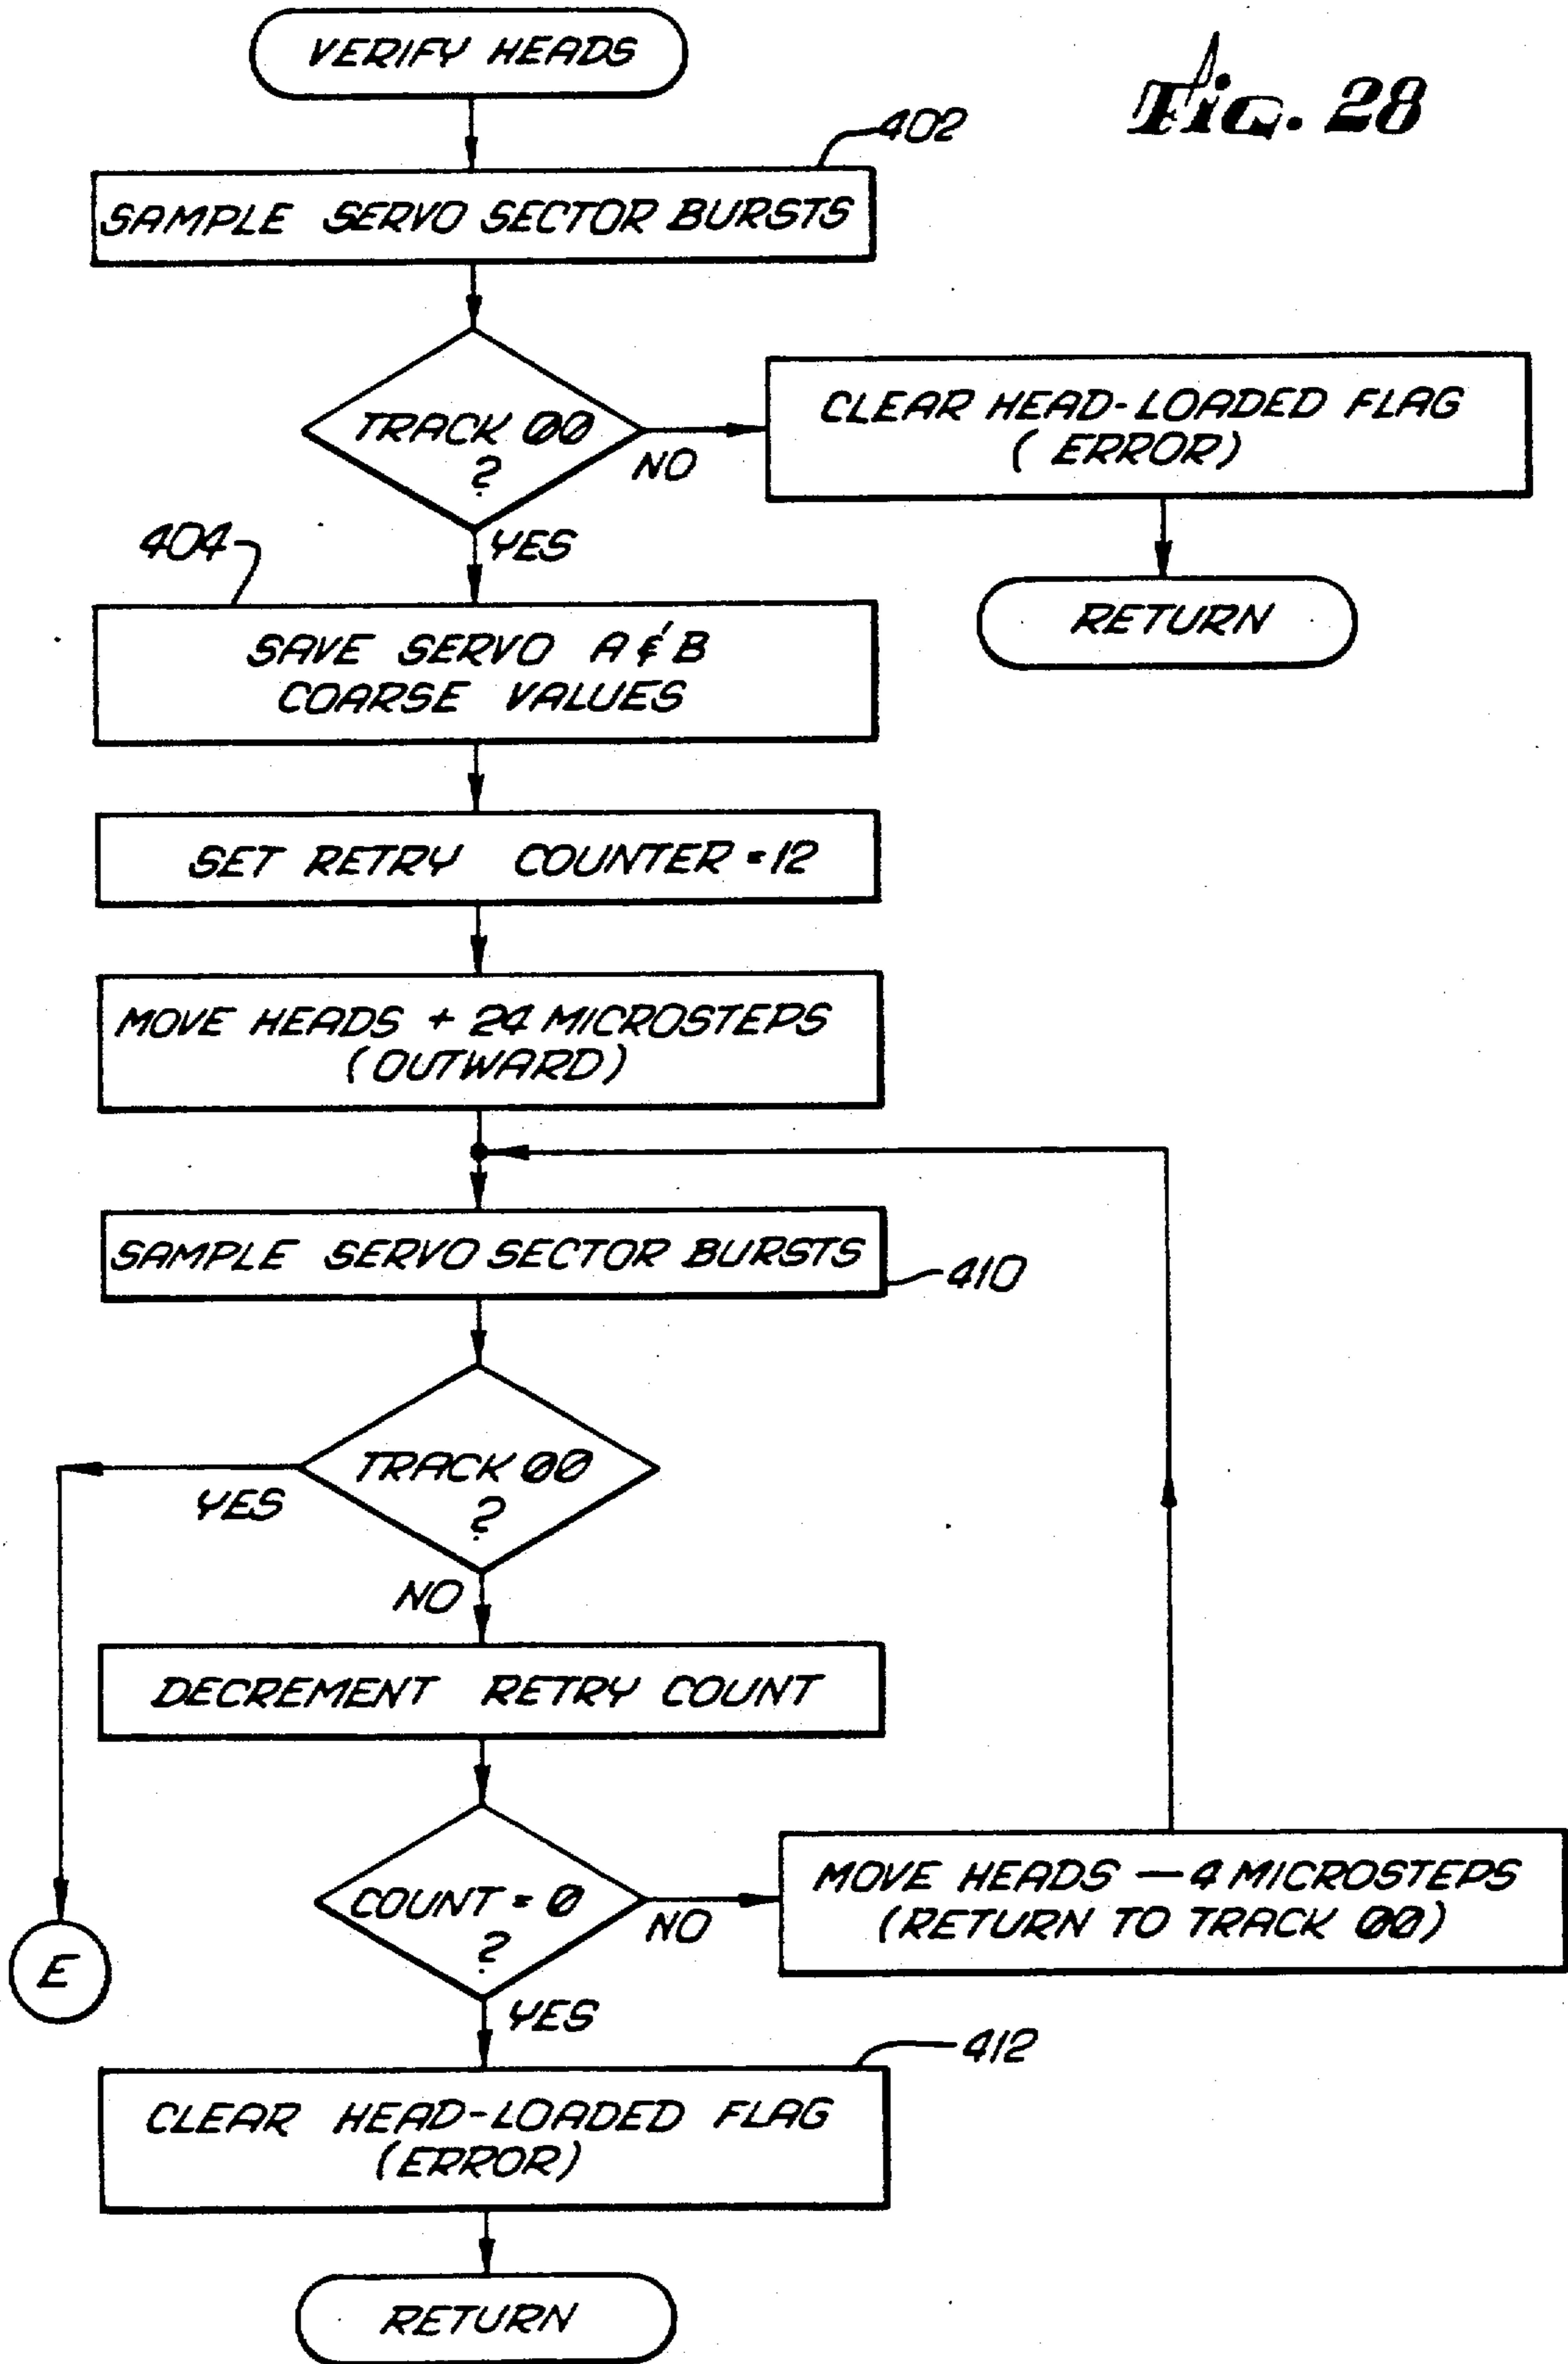 VERIFY HEADS
Fig. 28
402
SAMPLE SERVO SECTOR BURSTS
TRACK 00
?
NO
CLEAR HEAD-LOADED FLAG
(ERROR)
RETURN
YES
404
SAVE SERVO A & B
COARSE VALUES
SET RETRY COUNTER = 12
MOVE HEADS + 24 MICROSTEPS
(OUTWARD)
SAMPLE SERVO SECTOR BURSTS
410
TRACK 00
?
YES
NO
DECREMENT RETRY COUNT
COUNT = 0
?
NO
MOVE HEADS — 4 MICROSTEPS
(RETURN TO TRACK 00)
E
YES
412
CLEAR HEAD-LOADED FLAG
(ERROR)
RETURN